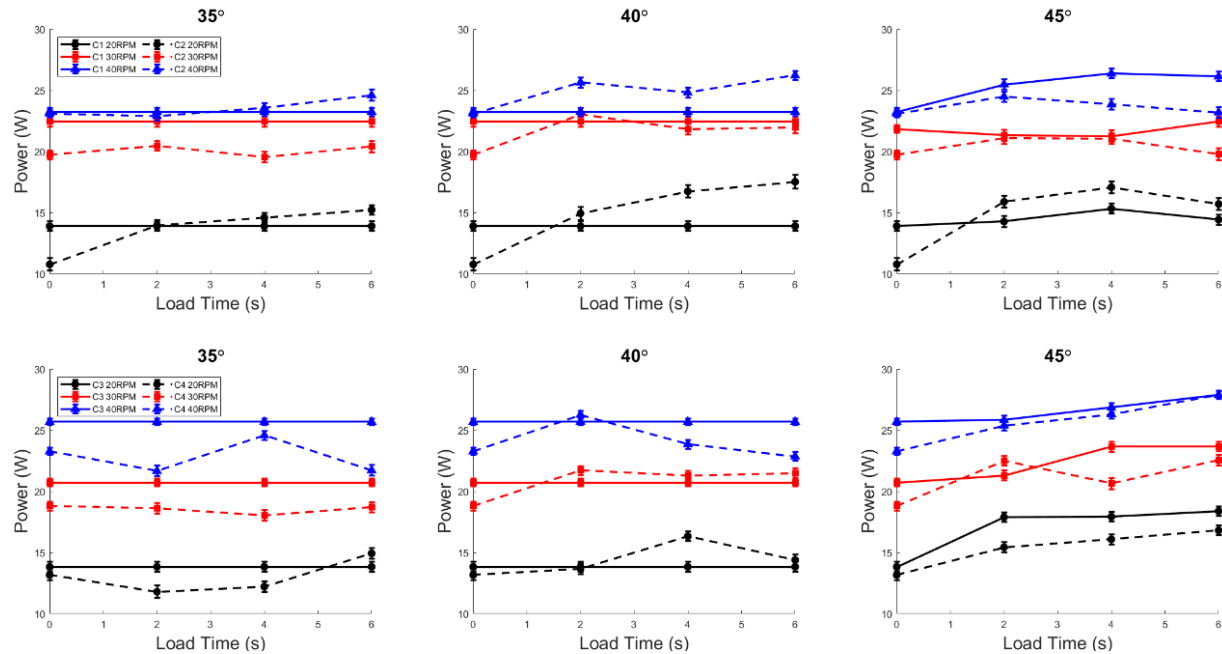 35°
30
25
20
15
10
Power (W)
C1 20RPM C2 20RPM
C1 30RPM C2 30RPM
C1 40RPM C2 40RPM
0 1 2 3 4 5 6
Load Time (s)
40°
30
25
20
15
10
Power (W)
0 1 2 3 4 5 6
Load Time (s)
45°
30
25
20
15
10
Power (W)
0 1 2 3 4 5 6
Load Time (s)
35°
30
25
20
15
10
Power (W)
C3 20RPM C4 20RPM
C3 30RPM C4 30RPM
C3 40RPM C4 40RPM
0 1 2 3 4 5 6
Load Time (s)
40°
30
25
20
15
10
Power (W)
0 1 2 3 4 5 6
Load Time (s)
45°
30
25
20
15
10
Power (W)
0 1 2 3 4 5 6
Load Time (s)